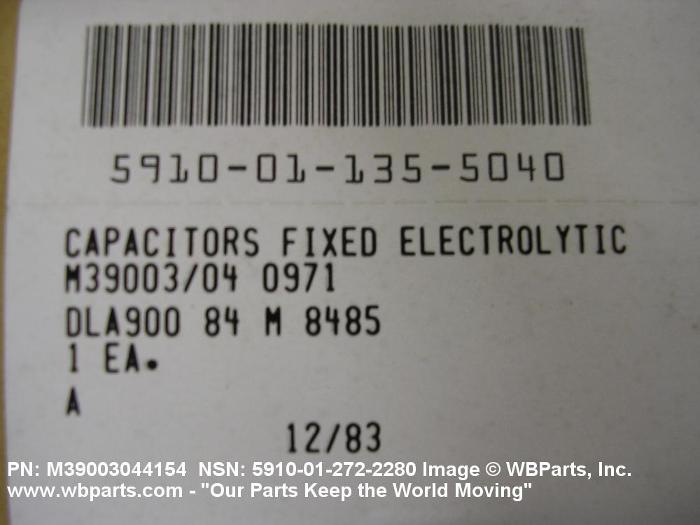 5910-01-135-5040
CAPACITORS FIXED ELECTROLYTIC
M39003/04 0971
DLA900 84 M 8485
1 EA.
A
12/83
PN: M39003044154 NSN: 5910-01-272-2280 Image © WBParts, Inc.
www.wbparts.com - "Our Parts Keep the World Moving"